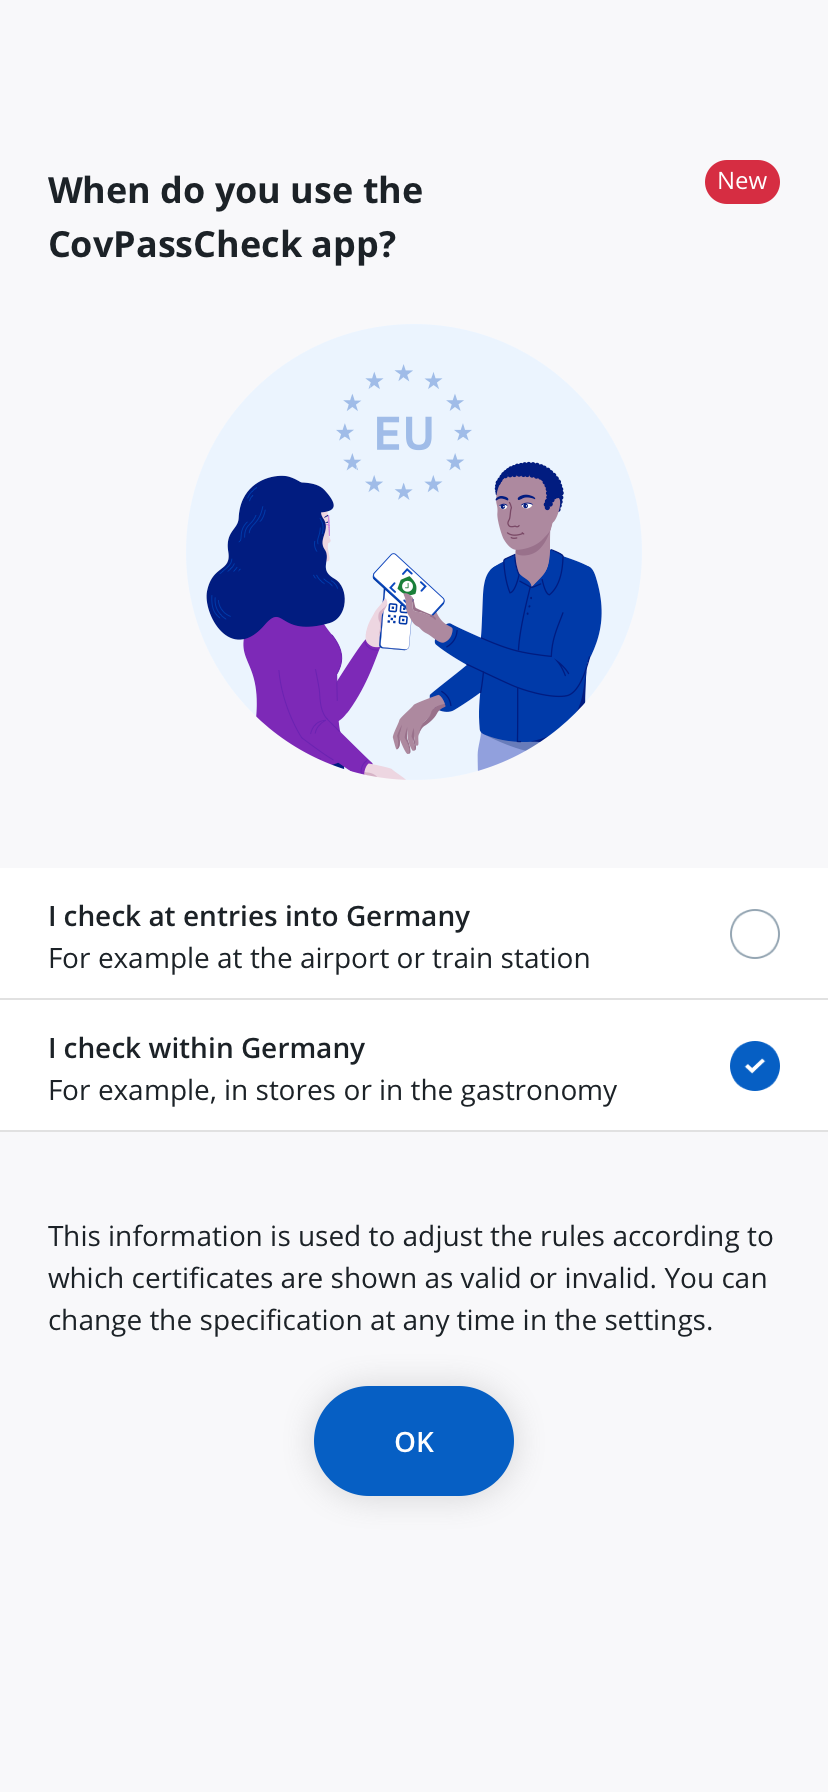 When do you use the
CovPassCheck app?
New
EU
I check at entries into Germany
For example at the airport or train station
I check within Germany
For example, in stores or in the gastronomy
This information is used to adjust the rules according to
which certificates are shown as valid or invalid. You can
change the specification at any time in the settings.
OK